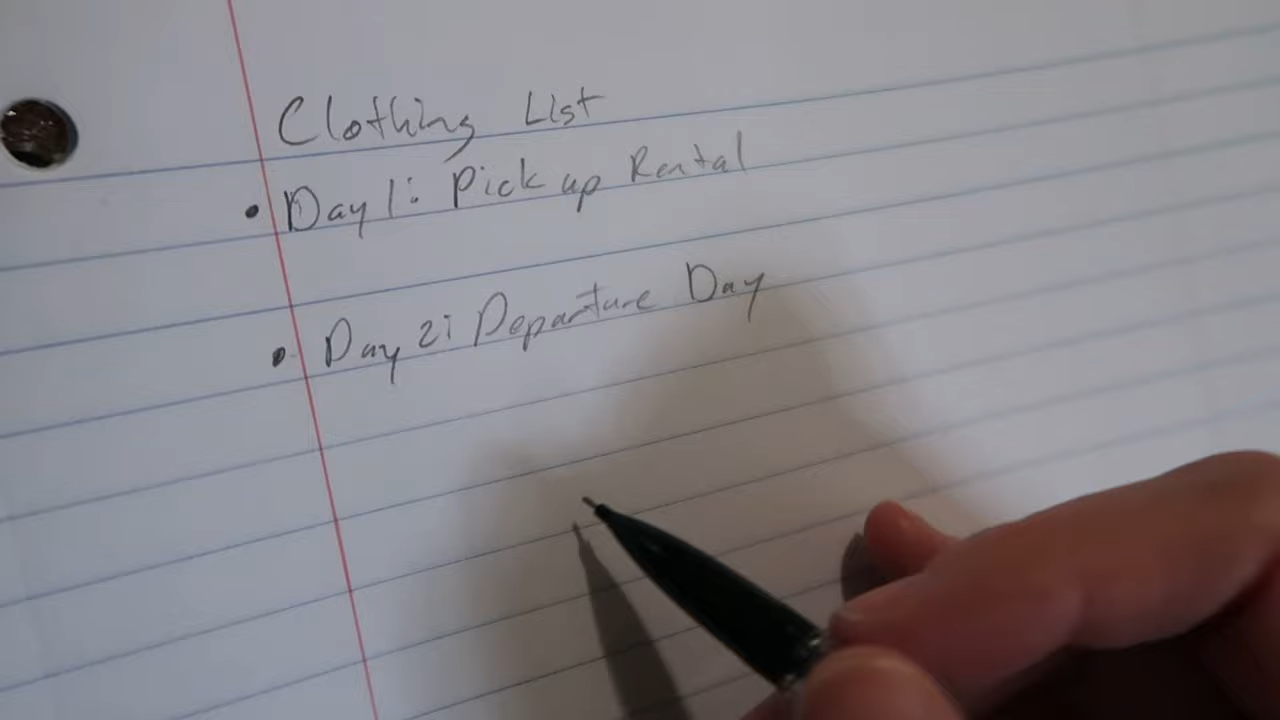 Clothing List
• Day 1: Pick up Rental
• Day 2: Departure Day